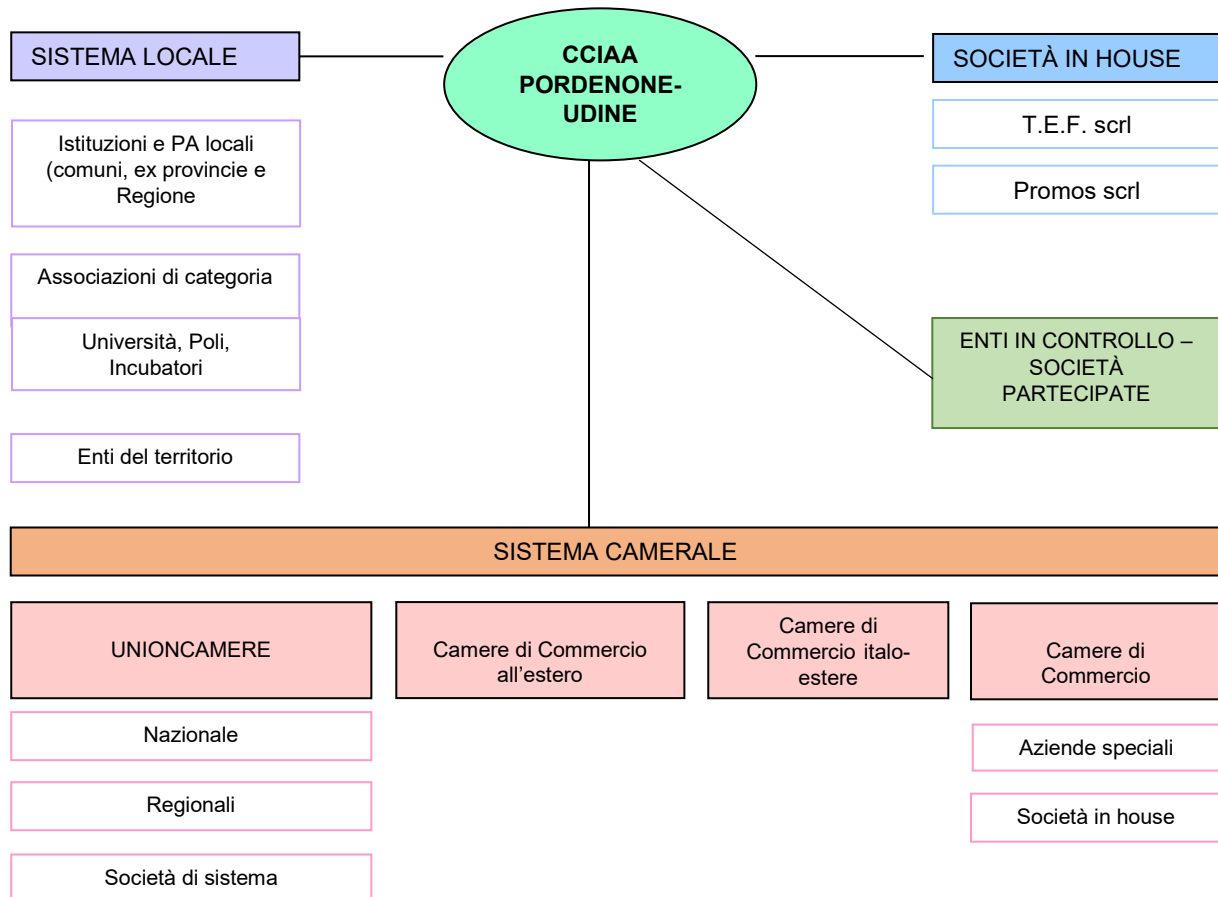 SISTEMA LOCALE
CCIAA
PORDENONE-
UDINE
SOCIETÀ IN HOUSE
Istituzioni e PA locali
(comuni, ex provincie e
Regione
Associazioni di categoria
Università, Poli,
Incubatori
Enti del territorio
T.E.F. scrl
Promos scrl
ENTI IN CONTROLLO –
SOCIETÀ
PARTECIPATE
SISTEMA CAMERALE
UNIONCAMERE
Nazionale
Regionali
Società di sistema
Camere di Commercio
all’estero
Camere di
Commercio italo-
estere
Camere di
Commercio
Aziende speciali
Società in house